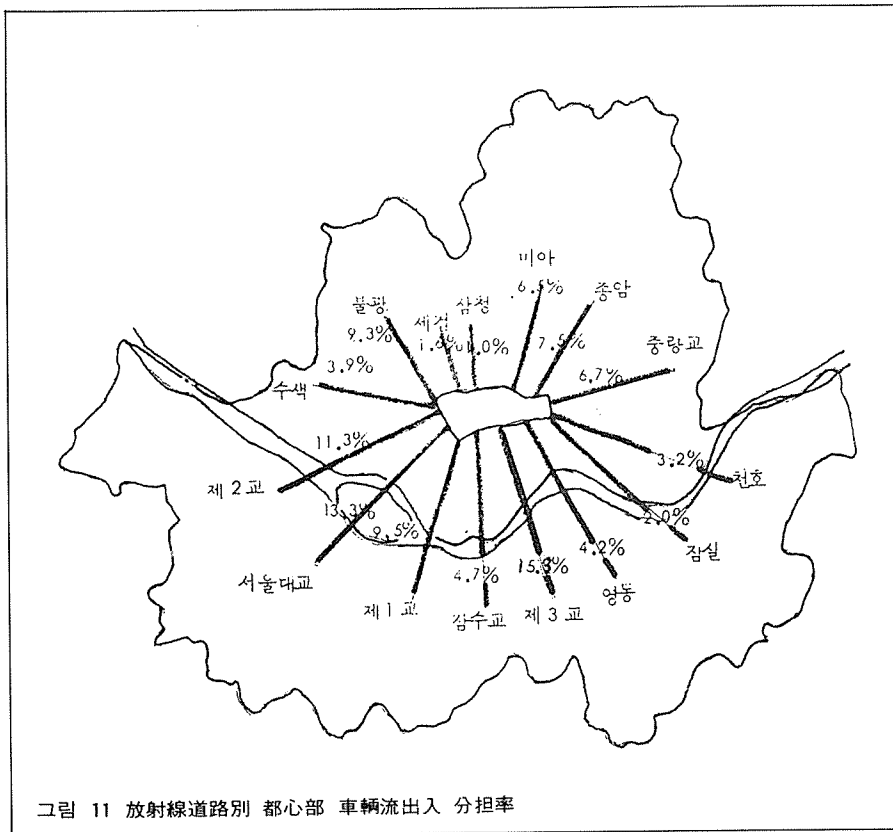 미아
6.5%
종암
불광
세검
삼청
9.3%
1.6%
1.0%
7.5%
중랑교
3.9%
6.7%
수색
11.3%
3.2%
천호
제2교
13.3%
2.0%
9.5%
잠실
4.2%
서울대교
4.7%
15.3%
영동
제1교
잠수교
제3교
그림 11 放射線道路別 都心部 車輛流出入 分担率